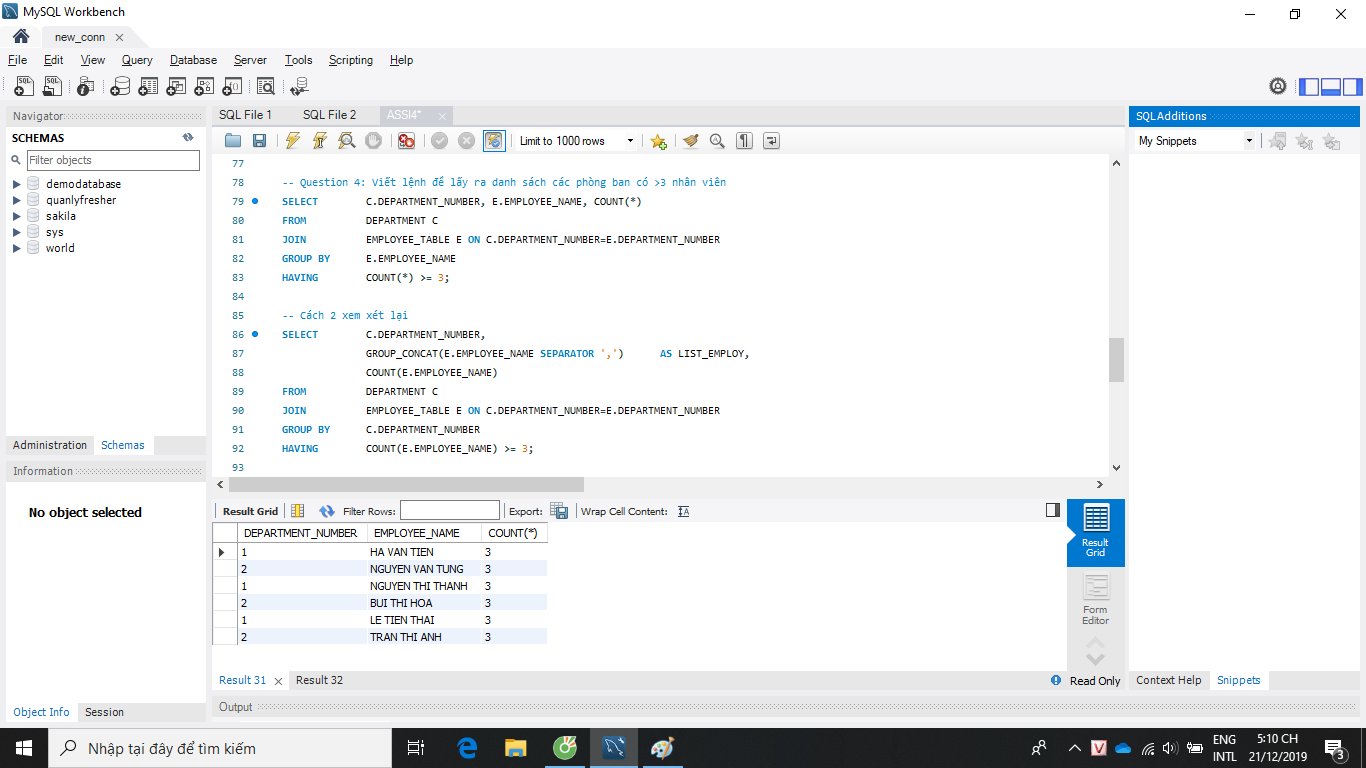 MySQL Workbench
new_conn
File Edit View Query Database Server Tools Scripting Help
Navigator
SCHEMAS
Filter objects
demodatabase
quanlyfresher
sakila
sys
world
Administration Schemas
Information
No object selected
Object Info Session
SQL File 1 SQL File 2 ASSI4*
Limit to 1000 rows
77
78 -- Question 4: Viết lệnh để lấy ra danh sách các phòng ban có >3 nhân viên
79 SELECT C.DEPARTMENT_NUMBER, E.EMPLOYEE_NAME, COUNT(*)
80 FROM DEPARTMENT C
81 JOIN EMPLOYEE_TABLE E ON C.DEPARTMENT_NUMBER=E.DEPARTMENT_NUMBER
82 GROUP BY E.EMPLOYEE_NAME
83 HAVING COUNT(*) >= 3;
84
85 -- Cách 2 xem xét lại
86 SELECT C.DEPARTMENT_NUMBER,
87 GROUP_CONCAT(E.EMPLOYEE_NAME SEPARATOR ',') AS LIST_EMPLOY,
88 COUNT(E.EMPLOYEE_NAME)
89 FROM DEPARTMENT C
90 JOIN EMPLOYEE_TABLE E ON C.DEPARTMENT_NUMBER=E.DEPARTMENT_NUMBER
91 GROUP BY C.DEPARTMENT_NUMBER
92 HAVING COUNT(E.EMPLOYEE_NAME) >= 3;
93
Result Grid Filter Rows: Export: Wrap Cell Content:
DEPARTMENT_NUMBER EMPLOYEE_NAME COUNT(*)
1 HA VAN TIEN 3
2 NGUYEN VAN TUNG 3
1 NGUYEN THI THANH 3
2 BUI THI HOA 3
1 LE TIEN THAI 3
2 TRAN THI ANH 3
Result Grid
Form Editor
Result 31 Result 32
Read Only
Output
SQLAdditions
My Snippets
Context Help Snippets
Nhập tại đây để tìm kiếm
ENG
INTL
5:10 CH
21/12/2019
3